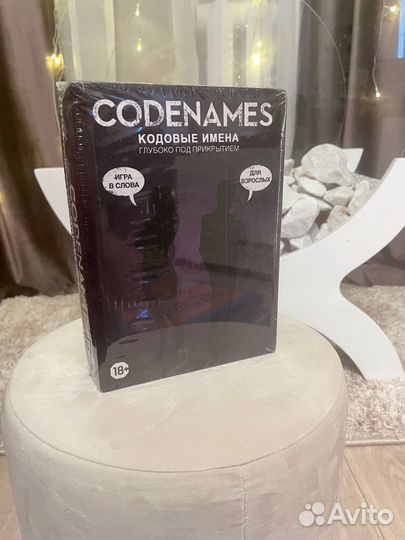 CODENAMES
КОДОВЫЕ ИМЕНА
ГЛУБОКО ПОД ПРИКРЫТИЕМ
ИГРА
В СЛОВА
ДЛЯ
ВЗРОСЛЫХ
18+
Avito